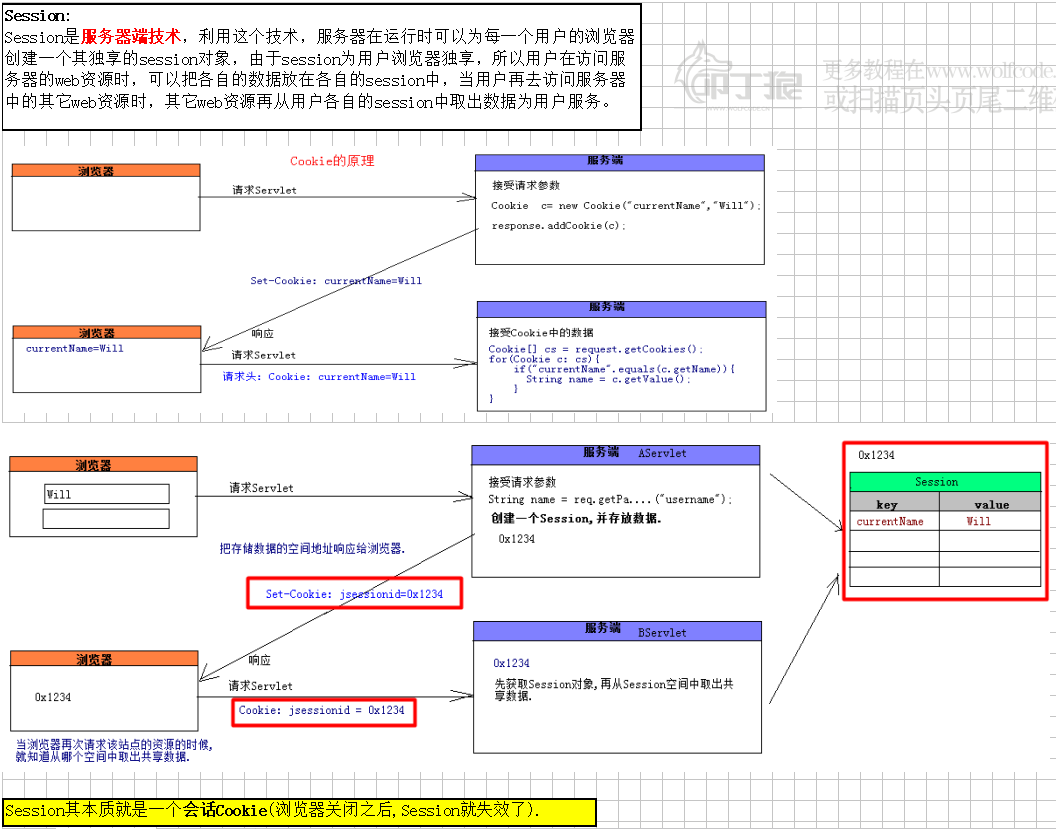 Session:
Session是服务器端技术，利用这个技术，服务器在运行时可以为每一个用户的浏览器
创建一个其独享的session对象，由于session为用户浏览器独享，所以用户在访问服
务器的web资源时，可以把各自的数据放在各自的session中，当用户再去访问服务器
中的其它web资源时，其它web资源再从用户各自的session中取出数据为用户服务。
更多教程在www.wolfcode.
或扫描页头页尾二维
Cookie的原理
浏览器
请求Servlet
服务端
接受请求参数
Cookie c= new Cookie("currentName","Will");
response.addCookie(c);
Set-Cookie: currentName=Will
响应
浏览器
currentName=Will
请求Servlet
请求头: Cookie: currentName=Will
服务端
接受Cookie中的数据
Cookie[] cs = request.getCookies();
for(Cookie c: cs){
if("currentName".equals(c.getName)){
String name = c.getValue();
}
}
浏览器
Will
请求Servlet
服务端 AServlet
接受请求参数
String name = req.getPa....("username");
创建一个Session,并存放数据.
0x1234
0x1234
Session
key value
currentName Will
把存储数据的空间地址响应给浏览器.
Set-Cookie: jsessionid=0x1234
响应
浏览器
0x1234
请求Servlet
Cookie: jsessionid = 0x1234
服务端 BServlet
0x1234
先获取Session对象,再从Session空间中取出共
享数据.
当浏览器再次请求该站点的资源的时候,
就知道从哪个空间中取出共享数据.
Session其本质就是一个会话Cookie(浏览器关闭之后,Session就失效了).